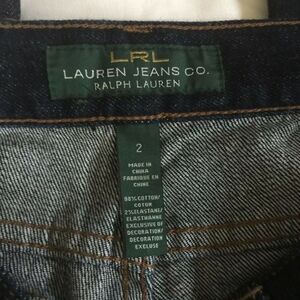 LRL
LAUREN JEANS CO.
RALPH LAUREN
2
MADE IN
CHINA
FABRIQUE EN
CHINE
98% COTTON/
COTON
2% ELASTANE/
ELASTHANNE
EXCLUSIVE OF
DECORATION/
DECORATION
EXCLUSE